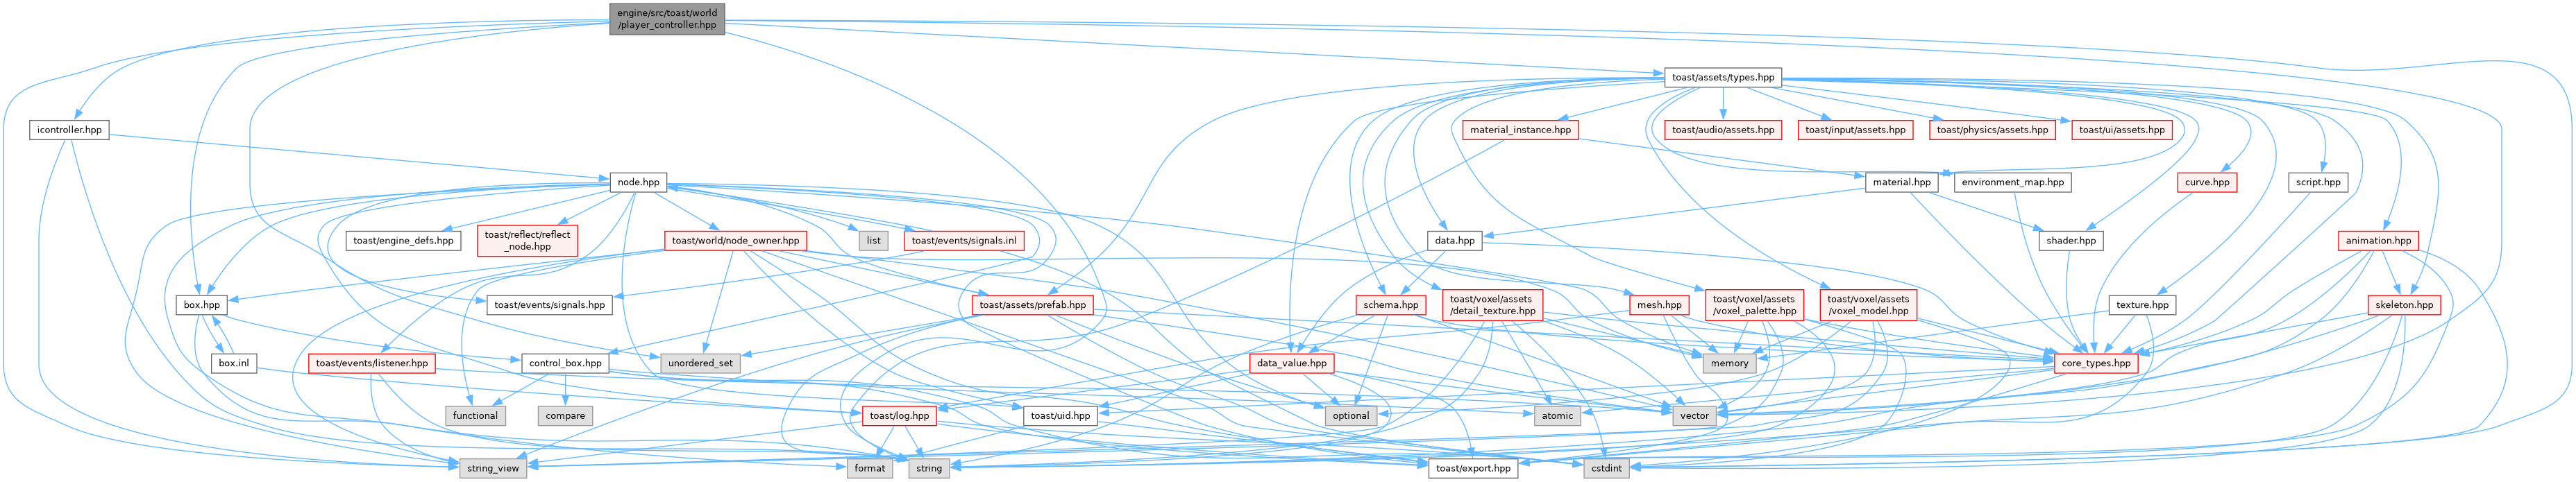 engine/src/toast/world
/player_controller.hpp
toast/assets/types.hpp
icontroller.hpp
material_instance.hpp
toast/audio/assets.hpp
toast/input/assets.hpp
toast/physics/assets.hpp
toast/ui/assets.hpp
node.hpp
material.hpp
environment_map.hpp
curve.hpp
script.hpp
toast/engine_defs.hpp
toast/reflect/reflect
_node.hpp
toast/world/node_owner.hpp
list
toast/events/signals.inl
data.hpp
shader.hpp
animation.hpp
box.hpp
toast/events/signals.hpp
toast/assets/prefab.hpp
schema.hpp
toast/voxel/assets
/detail_texture.hpp
mesh.hpp
toast/voxel/assets
/voxel_palette.hpp
toast/voxel/assets
/voxel_model.hpp
texture.hpp
skeleton.hpp
box.inl
toast/events/listener.hpp
control_box.hpp
unordered_set
data_value.hpp
memory
core_types.hpp
functional
compare
toast/log.hpp
toast/uid.hpp
optional
atomic
vector
string_view
format
string
toast/export.hpp
cstdint